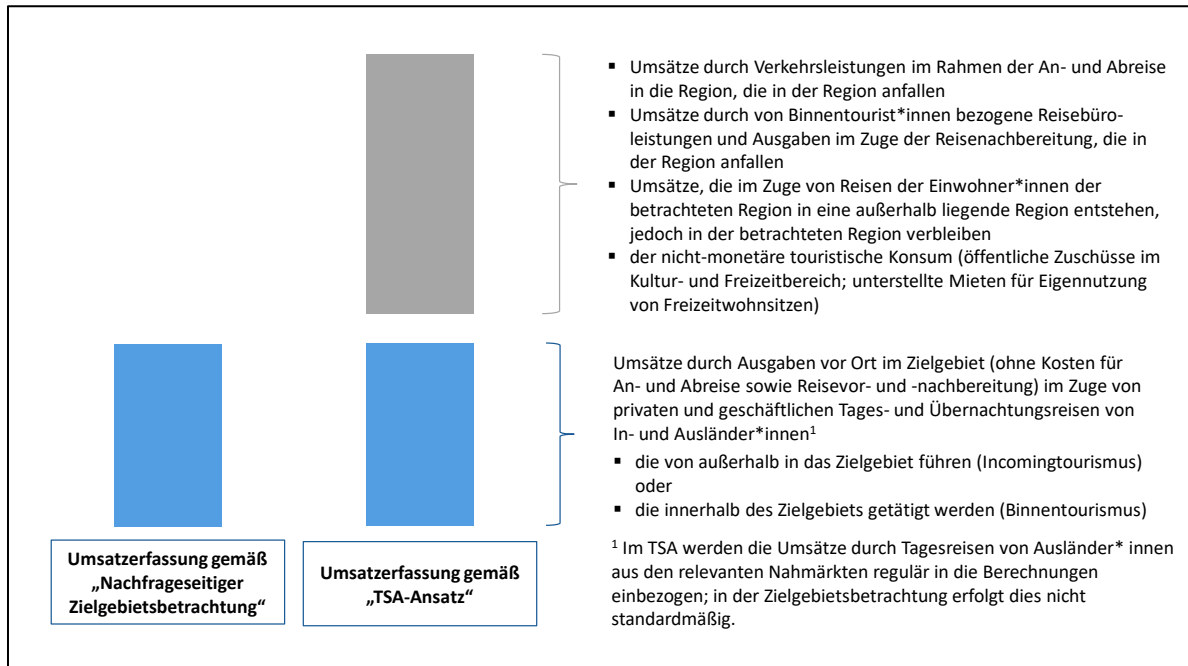 ▪ Umsätze durch Verkehrsleistungen im Rahmen der An- und Abreise
in die Region, die in der Region anfallen
▪ Umsätze durch von Binnentourist*innen bezogene Reisebüro-
leistungen und Ausgaben im Zuge der Reisenachbereitung, die in
der Region anfallen
▪ Umsätze, die im Zuge von Reisen der Einwohner*innen der
betrachteten Region in eine außerhalb liegende Region entstehen,
jedoch in der betrachteten Region verbleiben
▪ der nicht-monetäre touristische Konsum (öffentliche Zuschüsse im
Kultur- und Freizeitbereich; unterstellte Mieten für Eigennutzung
von Freizeitwohnsitzen)
Umsätze durch Ausgaben vor Ort im Zielgebiet (ohne Kosten für
An- und Abreise sowie Reisevor- und -nachbereitung) im Zuge von
privaten und geschäftlichen Tages- und Übernachtungsreisen von
In- und Ausländer*innen¹
▪ die von außerhalb in das Zielgebiet führen (Incomingtourismus)
oder
▪ die innerhalb des Zielgebiets getätigt werden (Binnentourismus)
Umsatzerfassung gemäß
„Nachfrageseitiger
Zielgebietsbetrachtung“
Umsatzerfassung gemäß
„TSA-Ansatz“
¹ Im TSA werden die Umsätze durch Tagesreisen von Ausländer* innen
aus den relevanten Nahmärkten regulär in die Berechnungen
einbezogen; in der Zielgebietsbetrachtung erfolgt dies nicht
standardmäßig.